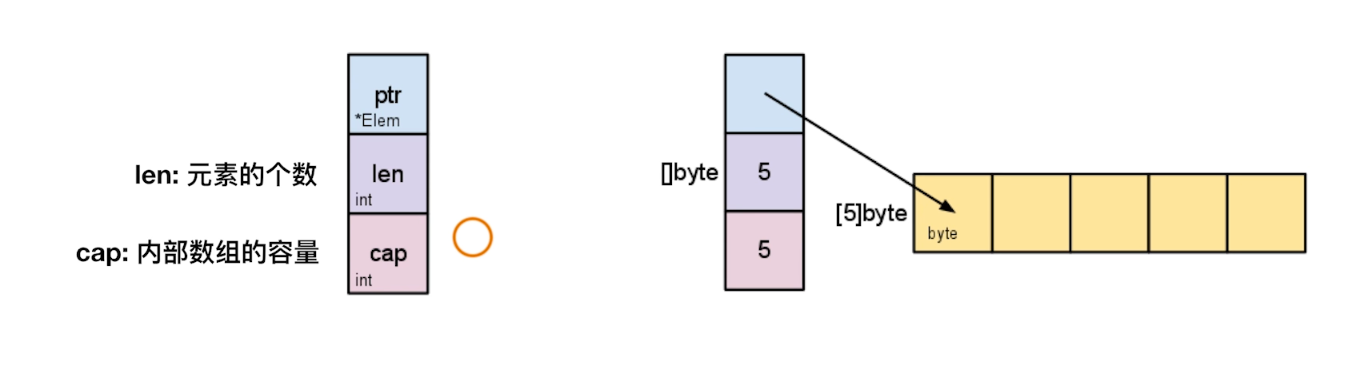 ptr
*Elem
len: 元素的个数
len
int
cap: 内部数组的容量
cap
int
[]byte
5
5
[5]byte
byte